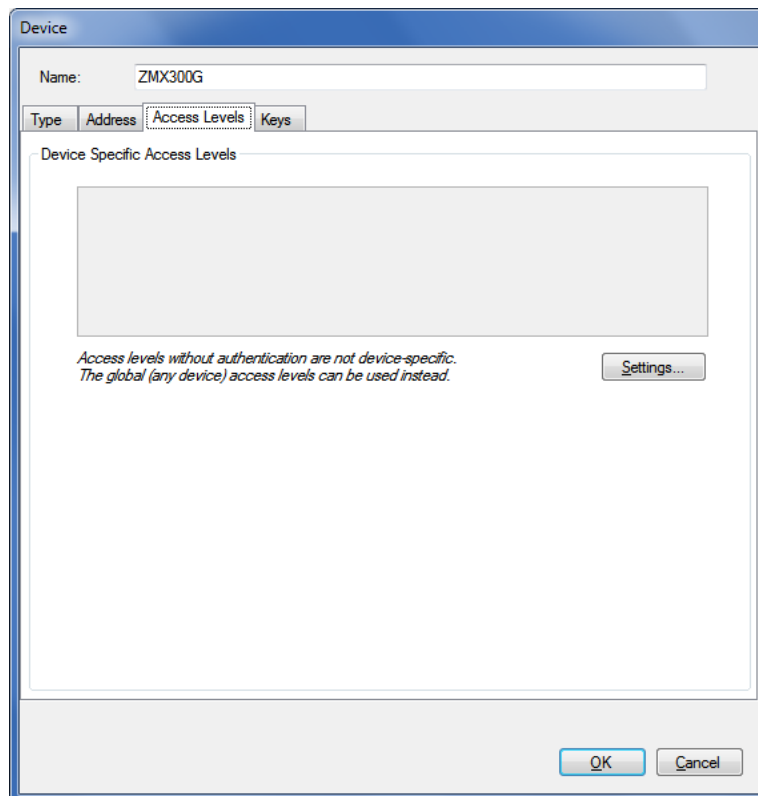 Device
Name: ZMX300G
Type Address Access Levels Keys
Device Specific Access Levels
Access levels without authentication are not device-specific.
The global (any device) access levels can be used instead.
Settings...
OK Cancel